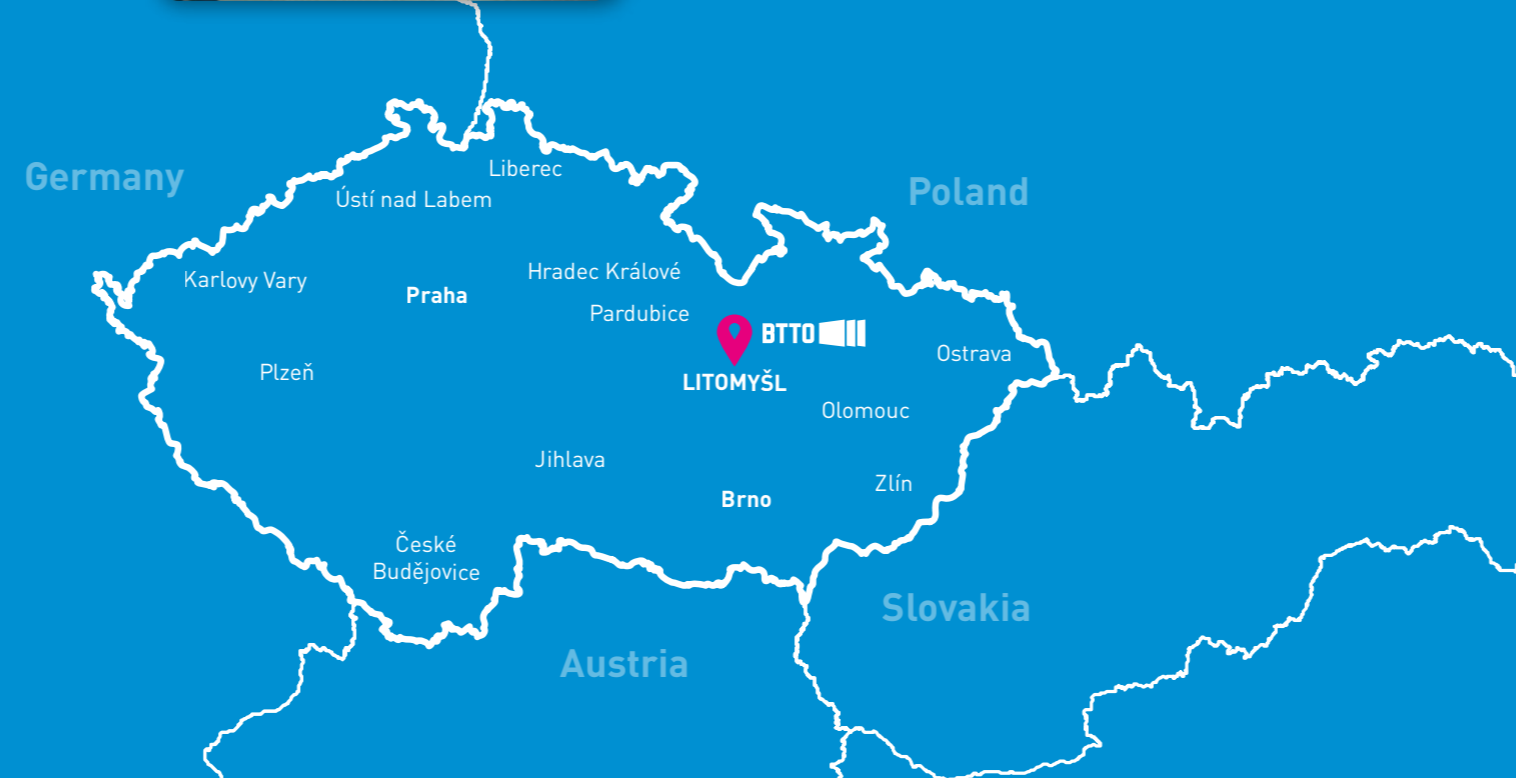 Liberec
Germany
Poland
Ústí nad Labem
Hradec Králové
Karlovy Vary
Praha
Pardubice
BTTO
Ostrava
Plzeň
LITOMYŠL
Olomouc
Jihlava
Zlín
Brno
České
Budějovice
Slovakia
Austria